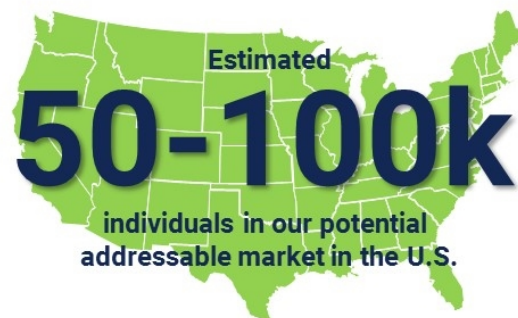 Estimated
50-100k
individuals in our potential
addressable market in the U.S.